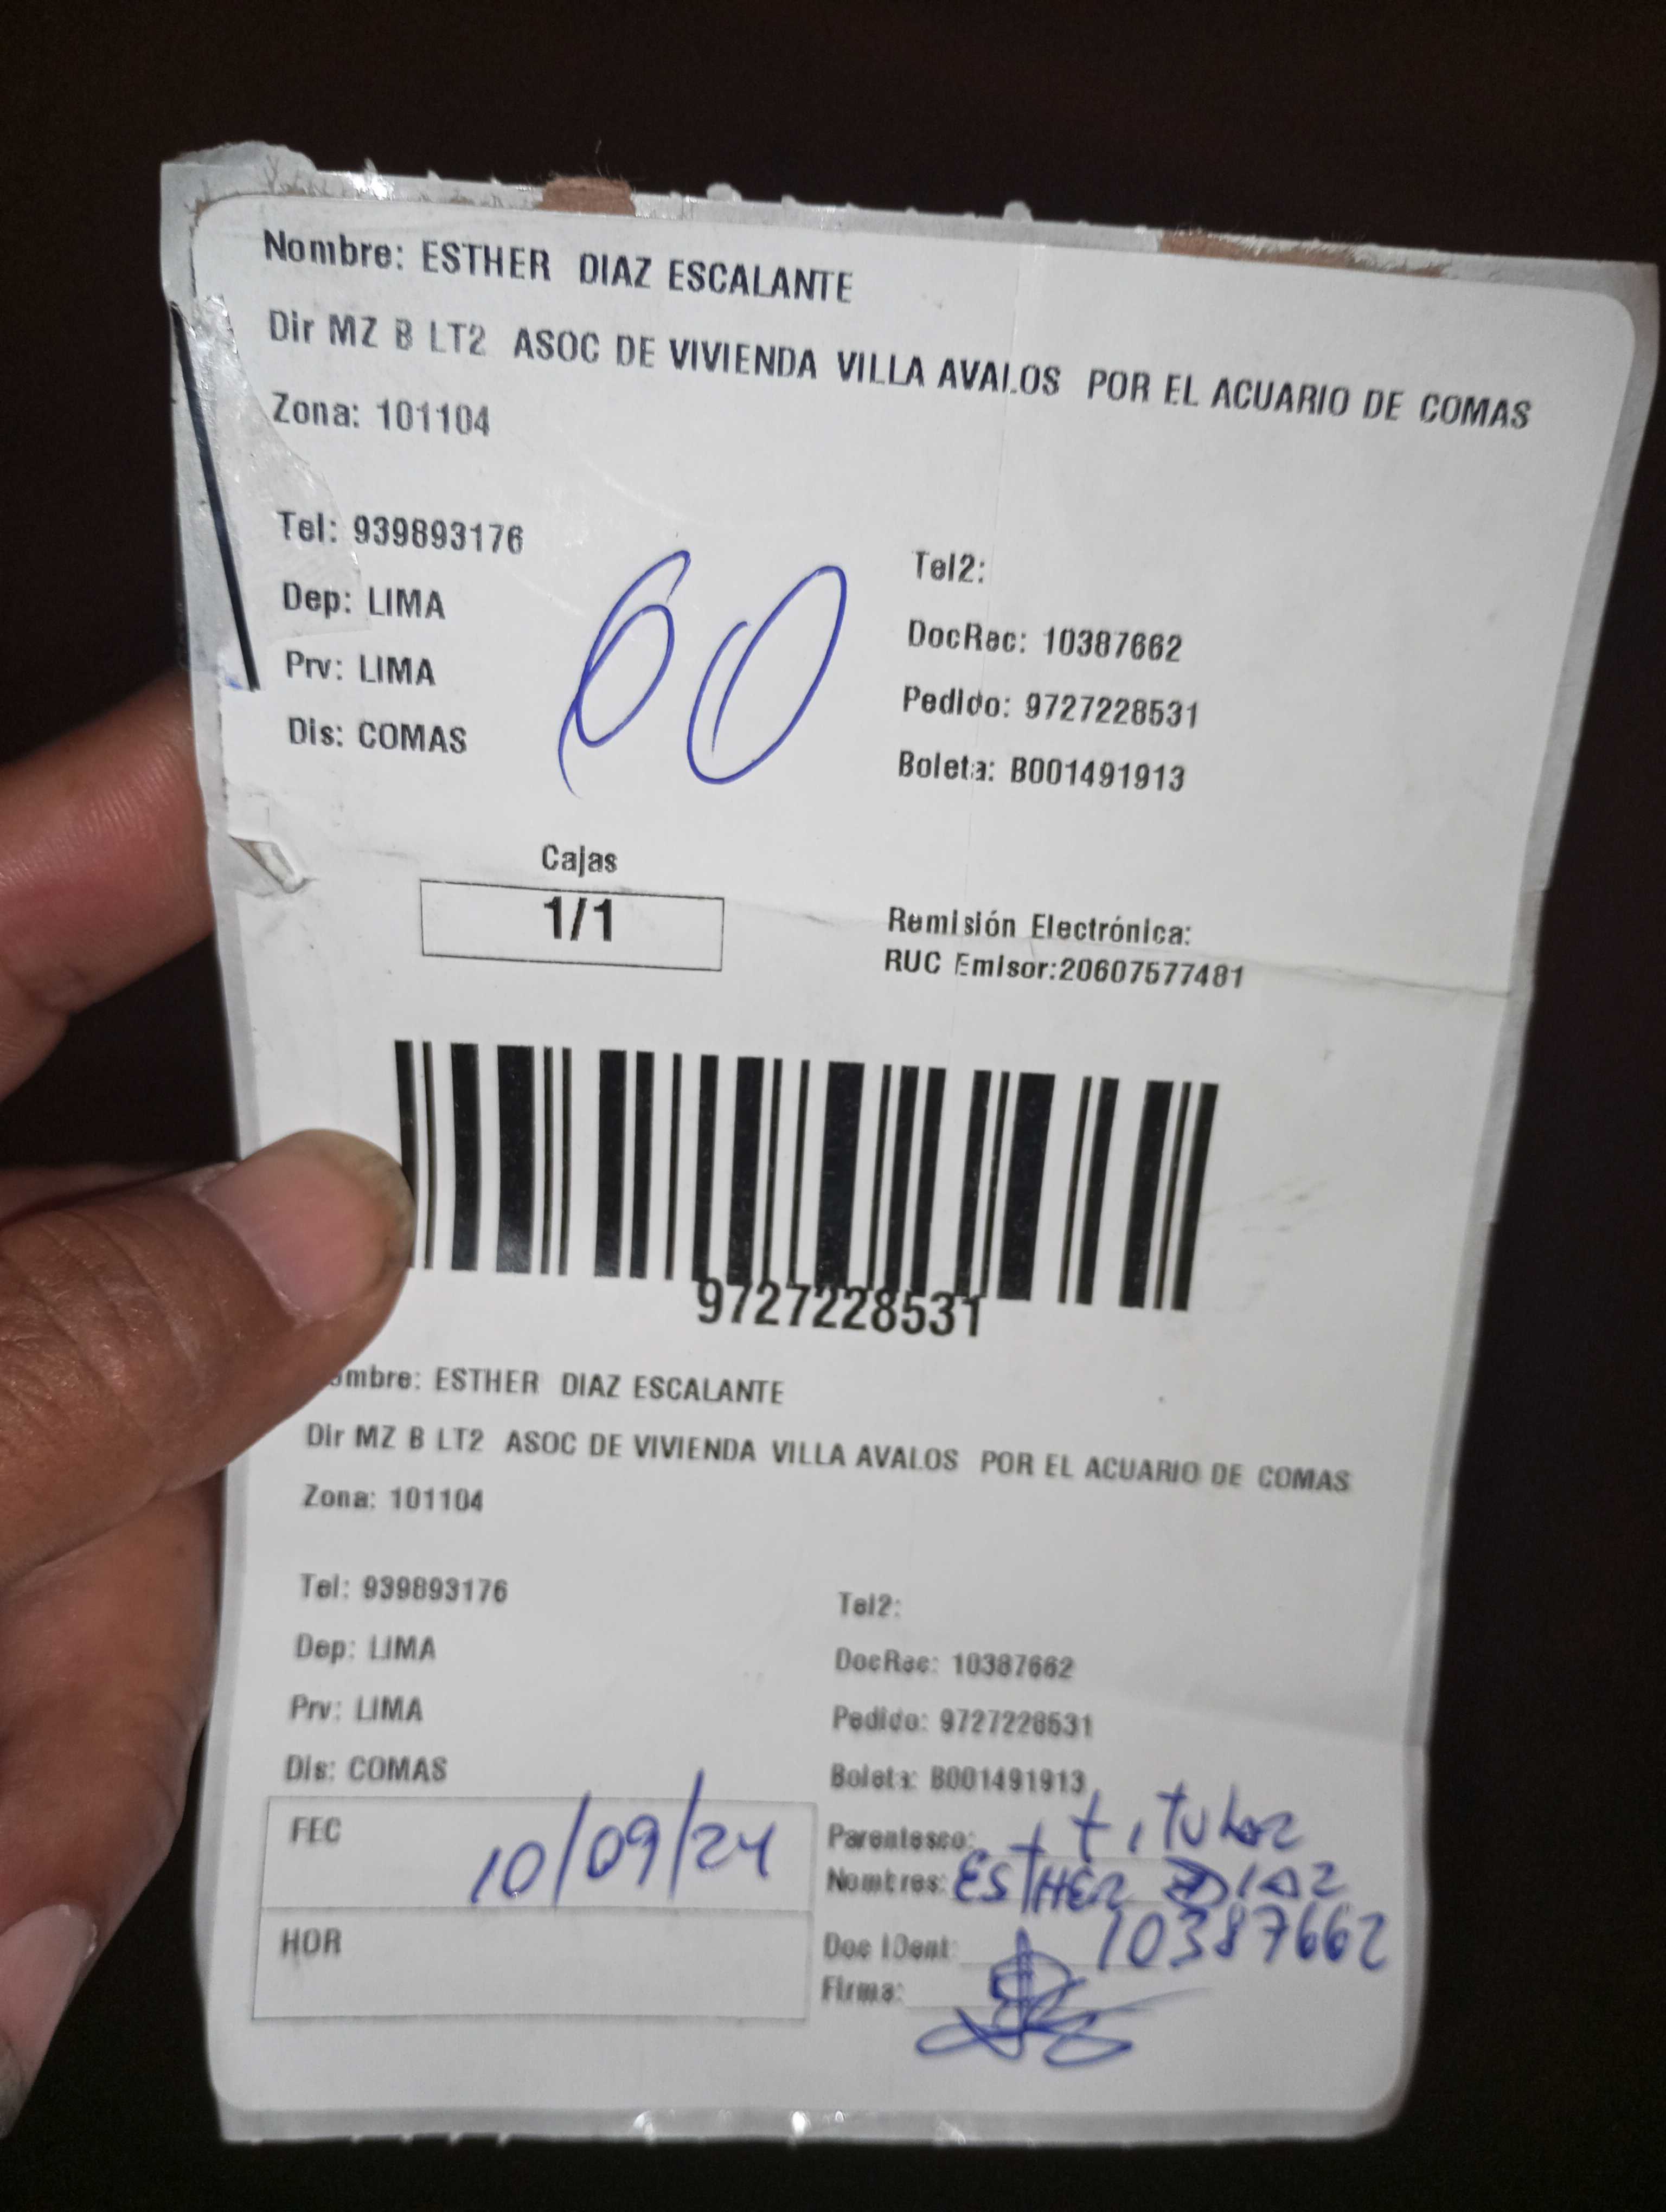 Nombre: ESTHER DIAZ ESCALANTE
Dir MZ B LT2 ASOC DE VIVIENDA VILLA AVALOS POR EL ACUARIO DE COMAS
Zona: 101104
Tel: 939893176
Tel2:
Dep: LIMA
DocRec: 10387662
Prv: LIMA
Pedido: 9727228531
Dis: COMAS
Boleta: B001491913
60
Cajas
1/1
Remisión Electrónica:
RUC Emisor:20607577481
9727228531
ombre: ESTHER DIAZ ESCALANTE
Dir MZ B LT2 ASOC DE VIVIENDA VILLA AVALOS POR EL ACUARIO DE COMAS
Zona: 101104
Tel: 939893176
Tel2:
Dep: LIMA
DocRec: 10387662
Prv: LIMA
Pedido: 9727228531
Dis: COMAS
Boleta: B001491913
FEC 10/09/24
Parentesco: titular
Nombres: ESTHER DIAZ
HOR
Doc IDent: 10387662
Firma: